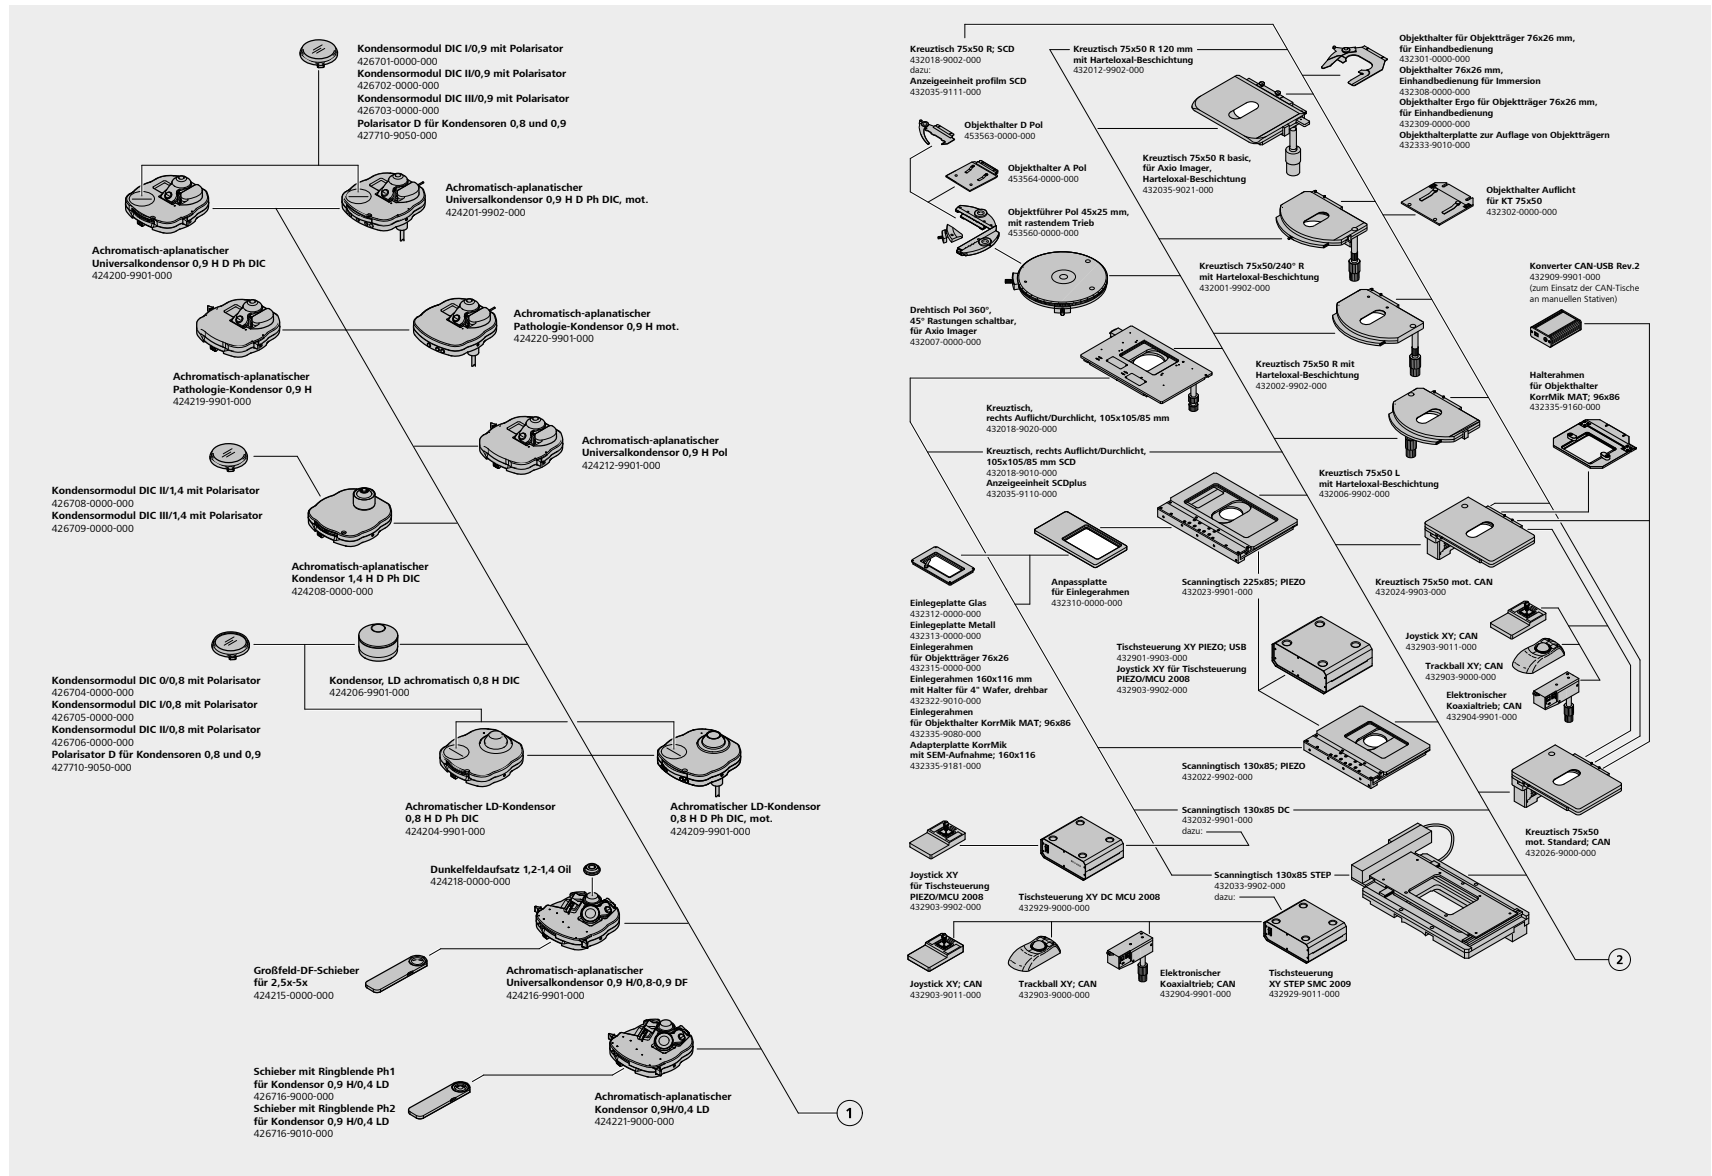 Kondensormodul DIC I/0,9 mit Polarisator
426701-0000-000
Kondensormodul DIC II/0,9 mit Polarisator
426702-0000-000
Kondensormodul DIC III/0,9 mit Polarisator
426703-0000-000
Polarisator D für Kondensoren 0,8 und 0,9
427710-9050-000
Achromatisch-aplanatischer
Universalkondensor 0,9 H D Ph DIC, mot.
424201-9902-000
Achromatisch-aplanatischer
Universalkondensor 0,9 H D Ph DIC
424200-9901-000
Achromatisch-aplanatischer
Pathologie-Kondensor 0,9 H mot.
424220-9901-000
Achromatisch-aplanatischer
Pathologie-Kondensor 0,9 H
424219-9901-000
Achromatisch-aplanatischer
Universalkondensor 0,9 H Pol
424212-9901-000
Kondensormodul DIC II/1,4 mit Polarisator
426708-0000-000
Kondensormodul DIC III/1,4 mit Polarisator
426709-0000-000
Achromatisch-aplanatischer
Kondensor 1,4 H D Ph DIC
424208-0000-000
Kondensormodul DIC 0/0,8 mit Polarisator
426704-0000-000
Kondensormodul DIC I/0,8 mit Polarisator
426705-0000-000
Kondensormodul DIC II/0,8 mit Polarisator
426706-0000-000
Polarisator D für Kondensoren 0,8 und 0,9
427710-9050-000
Kondensor, LD achromatisch 0,8 H DIC
424206-9901-000
Achromatischer LD-Kondensor
0,8 H D Ph DIC
424204-9901-000
Achromatischer LD-Kondensor
0,8 H D Ph DIC, mot.
424209-9901-000
Dunkelfeldaufsatz 1,2-1,4 Oil
424218-0000-000
Großfeld-DF-Schieber
für 2,5x-5x
424215-0000-000
Achromatisch-aplanatischer
Universalkondensor 0,9 H/0,8-0,9 DF
424216-9901-000
Schieber mit Ringblende Ph1
für Kondensor 0,9 H/0,4 LD
426716-9000-000
Schieber mit Ringblende Ph2
für Kondensor 0,9 H/0,4 LD
426716-9010-000
Achromatisch-aplanatischer
Kondensor 0,9H/0,4 LD
424221-9000-000
1
Kreuztisch 75x50 R; SCD
432018-9002-000
dazu:
Anzeigeeinheit profilm SCD
432035-9111-000
Kreuztisch 75x50 R 120 mm
mit Harteloxal-Beschichtung
432012-9902-000
Objekthalter für Objektträger 76x26 mm,
für Einhandbedienung
432301-0000-000
Objekthalter 76x26 mm,
Einhandbedienung für Immersion
432308-0000-000
Objekthalter Ergo für Objektträger 76x26 mm,
für Einhandbedienung
432309-0000-000
Objekthalterplatte zur Auflage von Objektträgern
432333-9010-000
Objekthalter D Pol
453563-0000-000
Objekthalter A Pol
453564-0000-000
Kreuztisch 75x50 R basic,
für Axio Imager,
Harteloxal-Beschichtung
432035-9021-000
Objekthalter Auflicht
für KT 75x50
432302-0000-000
Objektführer Pol 45x25 mm,
mit rastendem Trieb
453560-0000-000
Kreuztisch 75x50/240° R
mit Harteloxal-Beschichtung
432001-9902-000
Konverter CAN-USB Rev.2
432909-9901-000
(zum Einsatz der CAN-Tische
an manuellen Stativen)
Drehtisch Pol 360°,
45° Rastungen schaltbar,
für Axio Imager
432007-0000-000
Kreuztisch 75x50 R mit
Harteloxal-Beschichtung
432002-9902-000
Halterahmen
für Objekthalter
KorrMik MAT; 96x86
432335-9160-000
Kreuztisch,
rechts Auflicht/Durchlicht, 105x105/85 mm
432018-9020-000
Kreuztisch, rechts Auflicht/Durchlicht,
105x105/85 mm SCD
432018-9010-000
Anzeigeeinheit SCDplus
432035-9110-000
Kreuztisch 75x50 L
mit Harteloxal-Beschichtung
432006-9902-000
Anpassplatte
für Einlegerahmen
432310-0000-000
Scanningtisch 225x85; PIEZO
432023-9901-000
Kreuztisch 75x50 mot. CAN
432024-9903-000
Einlegeplatte Glas
432312-0000-000
Einlegeplatte Metall
432313-0000-000
Einlegerahmen
für Objektträger 76x26
432315-0000-000
Einlegerahmen 160x116 mm
mit Halter für 4" Wafer, drehbar
432322-9010-000
Einlegerahmen
für Objekthalter KorrMik MAT; 96x86
432335-9080-000
Adapterplatte KorrMik
mit SEM-Aufnahme; 160x116
432335-9181-000
Tischsteuerung XY PIEZO; USB
432901-9903-000
Joystick XY für Tischsteuerung
PIEZO/MCU 2008
432903-9902-000
Joystick XY; CAN
432903-9011-000
Trackball XY; CAN
432903-9000-000
Elektronischer
Koaxialtrieb; CAN
432904-9901-000
Scanningtisch 130x85; PIEZO
432022-9902-000
Scanningtisch 130x85 DC
432032-9901-000
dazu:
Kreuztisch 75x50
mot. Standard; CAN
432026-9000-000
Joystick XY
für Tischsteuerung
PIEZO/MCU 2008
432903-9902-000
Tischsteuerung XY DC MCU 2008
432929-9000-000
Scanningtisch 130x85 STEP
432033-9902-000
dazu:
Joystick XY; CAN
432903-9011-000
Trackball XY; CAN
432903-9000-000
Elektronischer
Koaxialtrieb; CAN
432904-9901-000
Tischsteuerung
XY STEP SMC 2009
432929-9011-000
2